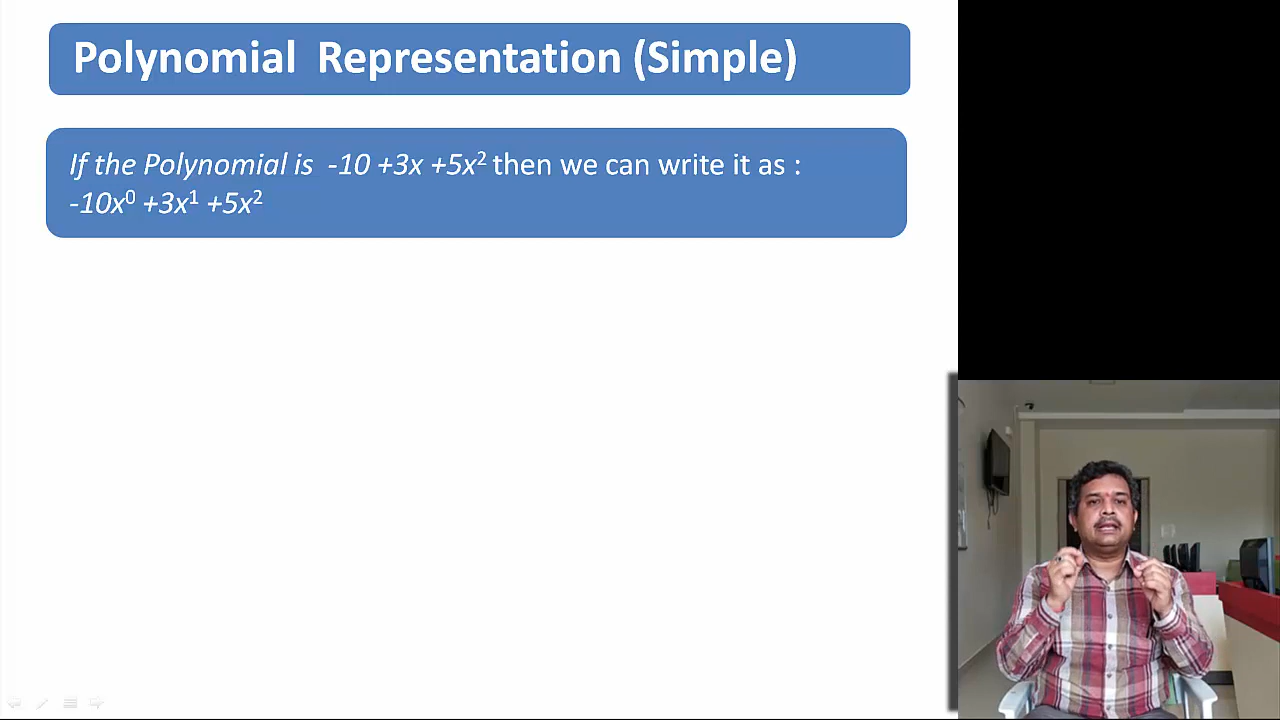 Polynomial Representation (Simple)
If the Polynomial is -10 +3x +5x² then we can write it as :
-10x⁰ +3x¹ +5x²